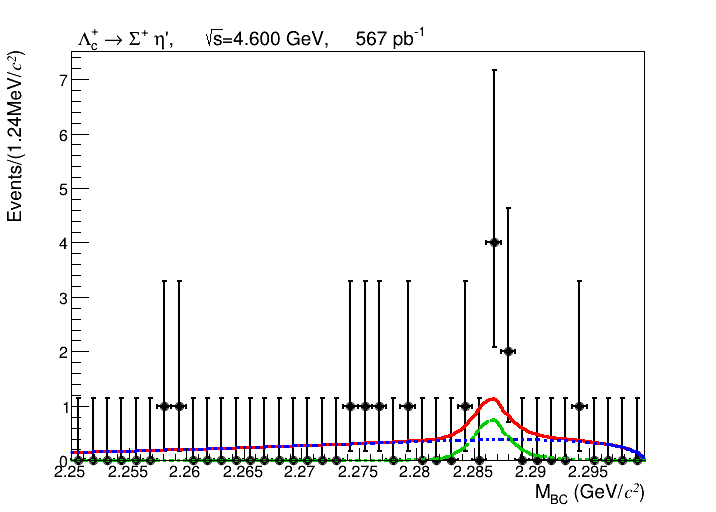 Λc+ → Σ+ η′, √s=4.600 GeV, 567 pb-1
Events/(1.24MeV/c2)
7
6
5
4
3
2
1
0
2.25 2.255 2.26 2.265 2.27 2.275 2.28 2.285 2.29 2.295
MBC (GeV/c2)